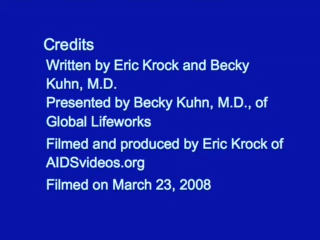 Credits
Written by Eric Krock and Becky
Kuhn, M.D.
Presented by Becky Kuhn, M.D., of
Global Lifeworks
Filmed and produced by Eric Krock of
AIDSvideos.org
Filmed on March 23, 2008